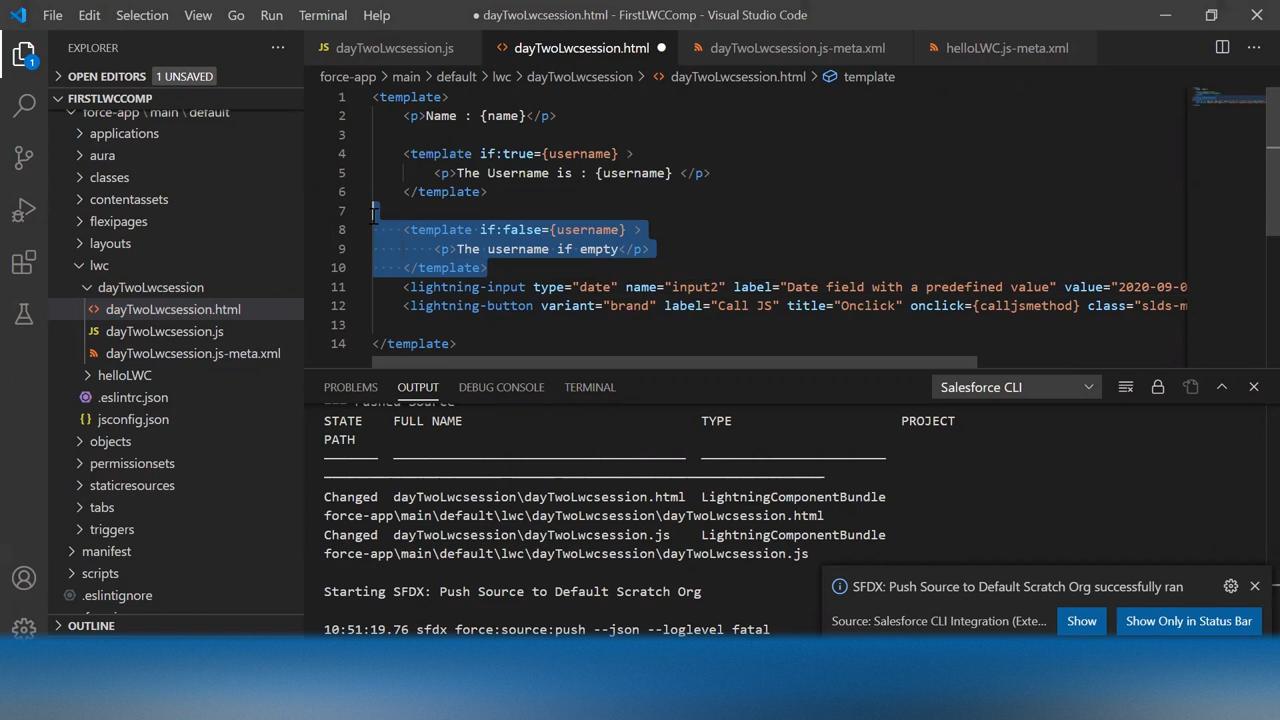 File Edit Selection View Go Run Terminal Help
● dayTwoLwcsession.html - FirstLWCComp - Visual Studio Code
EXPLORER ···
JS dayTwoLwcsession.js
<> dayTwoLwcsession.html ●
dayTwoLwcsession.js-meta.xml
helloLWC.js-meta.xml
1
> OPEN EDITORS 1 UNSAVED
force-app > main > default > lwc > dayTwoLwcsession > <> dayTwoLwcsession.html > template
FIRSTLWCCOMP
force-app \ main \ default
> applications
> aura
> classes
> contentassets
> flexipages
> layouts
lwc
dayTwoLwcsession
<> dayTwoLwcsession.html
JS dayTwoLwcsession.js
dayTwoLwcsession.js-meta.xml
> helloLWC
.eslintrc.json
jsconfig.json
> objects
> permissionsets
> staticresources
> tabs
> triggers
> manifest
> scripts
.eslintignore
> OUTLINE
1 <template>
2 <p>Name : {name}</p>
3
4 <template if:true={username} >
5 <p>The Username is : {username} </p>
6 </template>
7
8 <template if:false={username} >
9 <p>The username if empty</p>
10 </template>
11 <lightning-input type="date" name="input2" label="Date field with a predefined value" value="2020-09-0
12 <lightning-button variant="brand" label="Call JS" title="Onclick" onclick={calljsmethod} class="slds-m
13
14 </template>
PROBLEMS OUTPUT DEBUG CONSOLE TERMINAL
Salesforce CLI
=== Pushed Source
STATE FULL NAME TYPE PROJECT
PATH
Changed dayTwoLwcsession\dayTwoLwcsession.html LightningComponentBundle
force-app\main\default\lwc\dayTwoLwcsession\dayTwoLwcsession.html
Changed dayTwoLwcsession\dayTwoLwcsession.js LightningComponentBundle
force-app\main\default\lwc\dayTwoLwcsession\dayTwoLwcsession.js
Starting SFDX: Push Source to Default Scratch Org
10:51:19.76 sfdx force:source:push --json --loglevel fatal
SFDX: Push Source to Default Scratch Org successfully ran
Source: Salesforce CLI Integration (Exte...
Show
Show Only in Status Bar